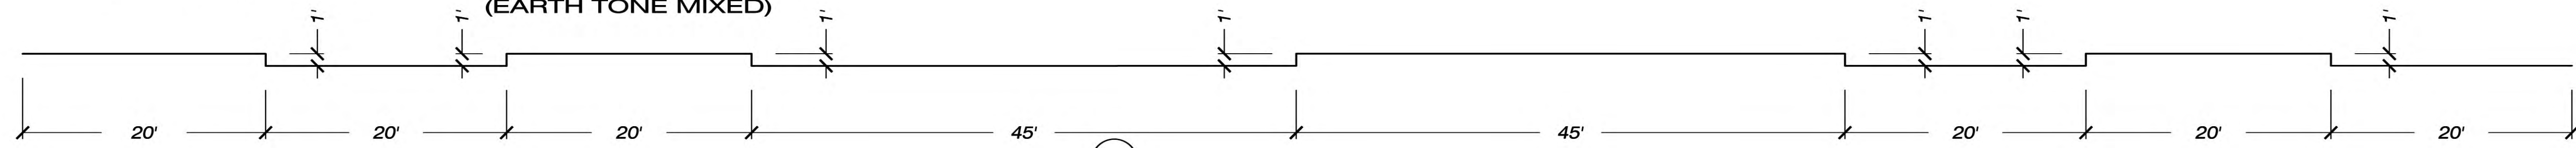 (EARTH TONE MIXED)
1' 1' 1' 1' 1' 1' 1'
20' 20' 20' 45' 45' 20' 20' 20'